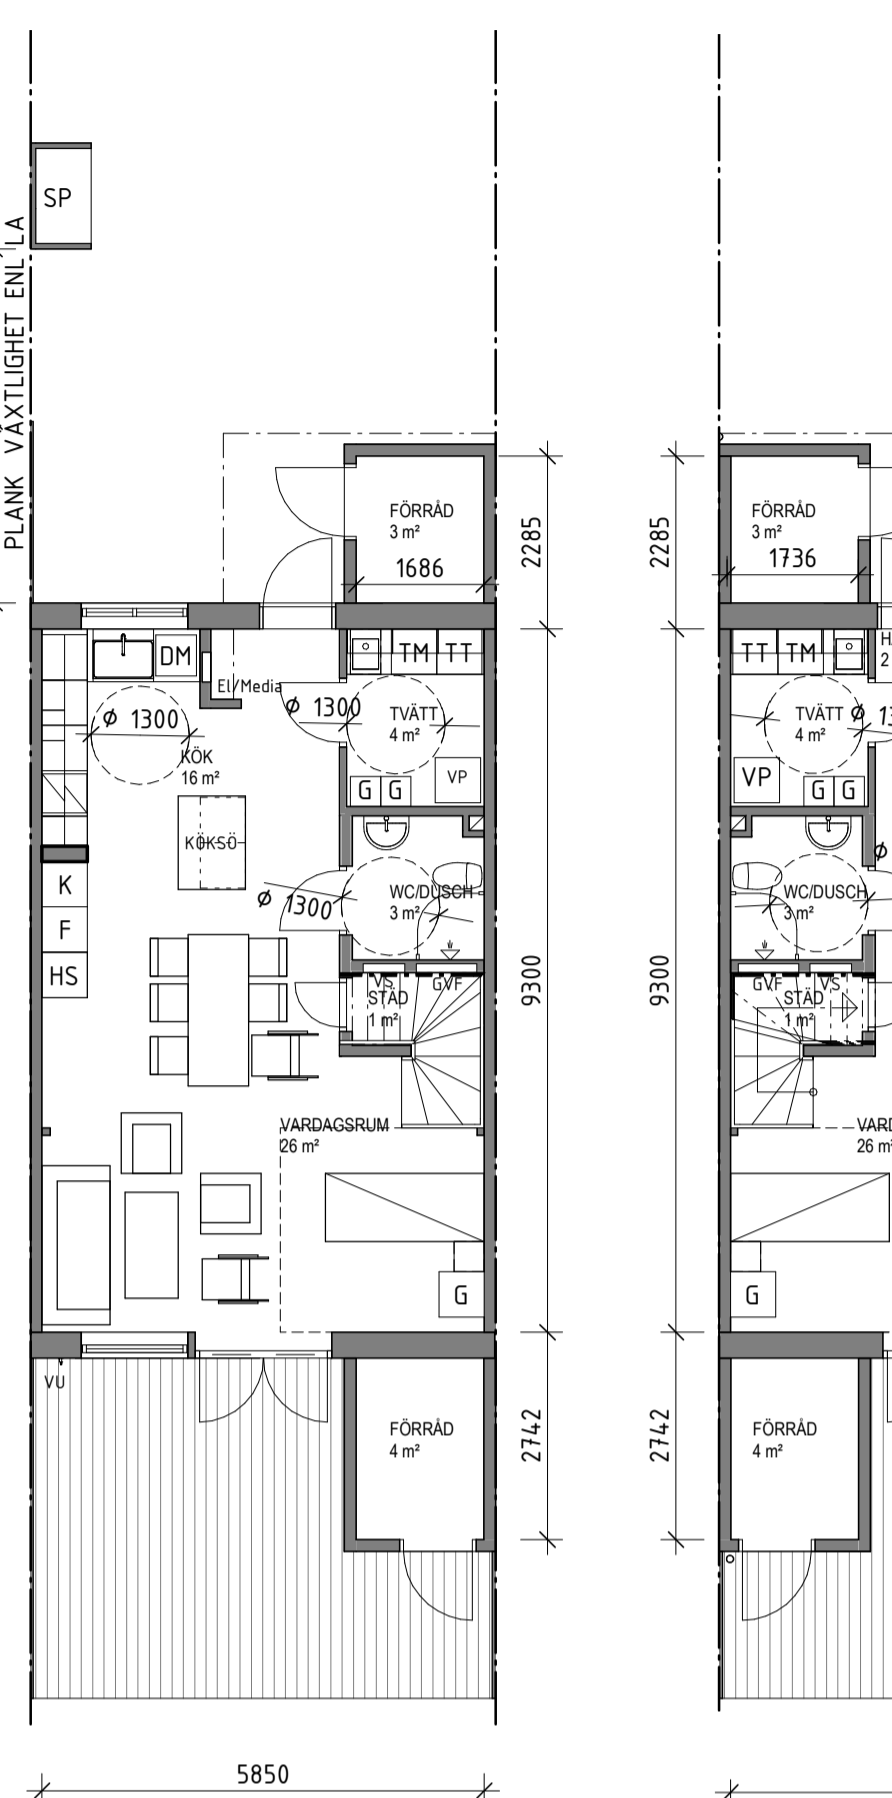 SP
PLANK VÄXTLIGHET ENL LA
FÖRRÅD
3 m²
1686
2285
2285
FÖRRÅD
3 m²
1736
DM
El/Media
TM
TT
TT
TM
2
ø 1300
ø 1300
TVÄTT
4 m²
TVÄTT
4 m²
ø
KÖK
16 m²
G
G
VP
VP
G
G
KÖKSÖ
K
F
HS
ø 1300
WC/DUSCH
3 m²
WC/DUSCH
3 m²
ø
VS
GVF
STÄD
1 m²
GVF
VS
STÄD
1 m²
9300
9300
VARDAGSRUM
26 m²
26 m²
G
G
VU
FÖRRÅD
4 m²
2742
2742
FÖRRÅD
4 m²
5850